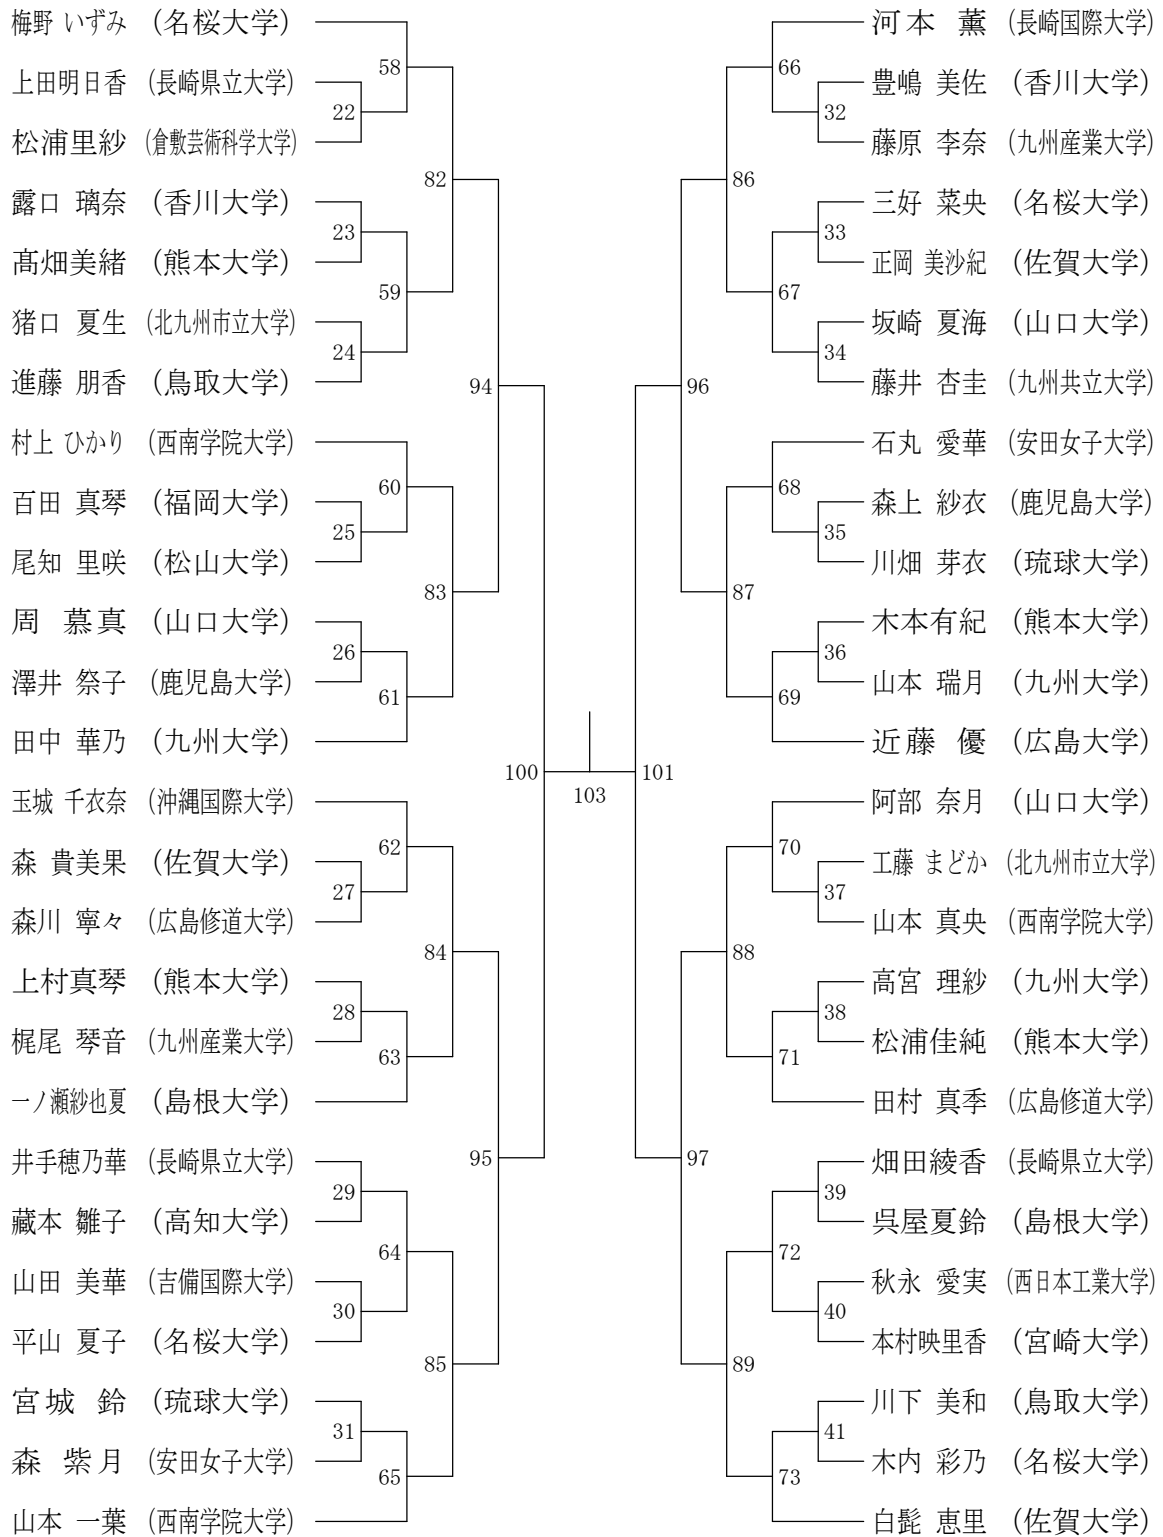 梅野 いずみ (名桜大学)
上田明日香 (長崎県立大学)
松浦里紗 (倉敷芸術科学大学)
露口 璃奈 (香川大学)
髙畑美緒 (熊本大学)
猪口 夏生 (北九州市立大学)
進藤 朋香 (鳥取大学)
村上 ひかり (西南学院大学)
百田 真琴 (福岡大学)
尾知 里咲 (松山大学)
周 慕真 (山口大学)
澤井 祭子 (鹿児島大学)
田中 華乃 (九州大学)
玉城 千衣奈 (沖縄国際大学)
森 貴美果 (佐賀大学)
森川 寧々 (広島修道大学)
上村真琴 (熊本大学)
梶尾 琴音 (九州産業大学)
一ノ瀬紗也夏 (島根大学)
井手穂乃華 (長崎県立大学)
藏本 雛子 (高知大学)
山田 美華 (吉備国際大学)
平山 夏子 (名桜大学)
宮城 鈴 (琉球大学)
森 紫月 (安田女子大学)
山本 一葉 (西南学院大学)
22
23
24
25
26
27
28
29
30
31
58
59
60
61
62
63
64
65
82
83
84
85
94
95
100
103
101
96
97
86
87
88
89
66
67
68
69
70
71
72
73
32
33
34
35
36
37
38
39
40
41
河本 薫 (長崎国際大学)
豊嶋 美佐 (香川大学)
藤原 李奈 (九州産業大学)
三好 菜央 (名桜大学)
正岡 美沙紀 (佐賀大学)
坂崎 夏海 (山口大学)
藤井 杏圭 (九州共立大学)
石丸 愛華 (安田女子大学)
森上 紗衣 (鹿児島大学)
川畑 芽衣 (琉球大学)
木本有紀 (熊本大学)
山本 瑞月 (九州大学)
近藤 優 (広島大学)
阿部 奈月 (山口大学)
工藤 まどか (北九州市立大学)
山本 真央 (西南学院大学)
高宮 理紗 (九州大学)
松浦佳純 (熊本大学)
田村 真季 (広島修道大学)
畑田綾香 (長崎県立大学)
呉屋夏鈴 (島根大学)
秋永 愛実 (西日本工業大学)
本村映里香 (宮崎大学)
川下 美和 (鳥取大学)
木内 彩乃 (名桜大学)
白髭 恵里 (佐賀大学)